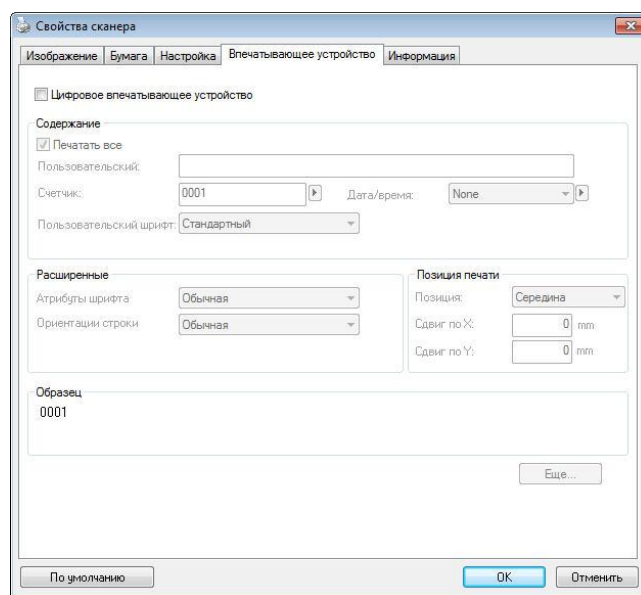 Свойства сканера
Изображение Бумага Настройка Впечатывающее устройство Информация
Цифровое впечатывающее устройство
Содержание
Печатать все
Пользовательский:
Счетчик: 0001 Дата/время: None
Пользовательский шрифт: Стандартный
Расширенные Позиция печати
Атрибуты шрифта Обычная Позиция: Середина
Ориентации строки Обычная Сдвиг по X: 0 mm
Сдвиг по Y: 0 mm
Образец
0001
Еще...
По умолчанию OK Отменить